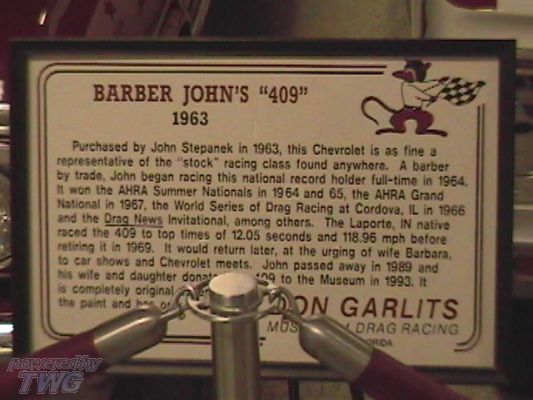 BARBER JOHN'S "409"
1963
Purchased by John Stepanek in 1963, this Chevrolet is as fine a
representative of the "stock" racing class found anywhere. A barber
by trade, John began racing this national record holder full-time in 1964.
It won the AHRA Summer Nationals in 1964 and 65, the AHRA Grand
National in 1967, the World Series of Drag Racing at Cordova, IL in 1966
and the Drag News Invitational, among others. The Laporte, IN native
raced the 409 to top times of 12.05 seconds and 118.96 mph before
retiring it in 1969. It would return later, at the urging of wife Barbara,
to car shows and Chevrolet meets. John passed away in 1989 and
his wife and daughter 409 to the Museum in 1993. It
is completely original
the paint and has
DON GARLITS
DRAG RACING
powered by
TWG